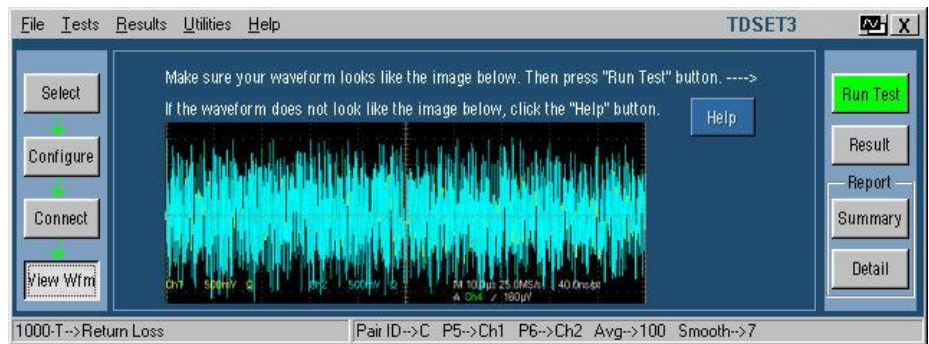 File Tests Results Utilities Help TDSET3 X
Select
Configure
Connect
View Wfm
Make sure your waveform looks like the image below. Then press "Run Test" button. ---->
If the waveform does not look like the image below, click the "Help" button.
Help
Ch1 500mV Ω Ch2 500mV Ω M 10.0µs 25.0MS/s 40.0ns/pt
A Ch4 / 180µV
Run Test
Result
Report
Summary
Detail
1000-T-->Return Loss
Pair ID-->C P5-->Ch1 P6-->Ch2 Avg-->100 Smooth-->7